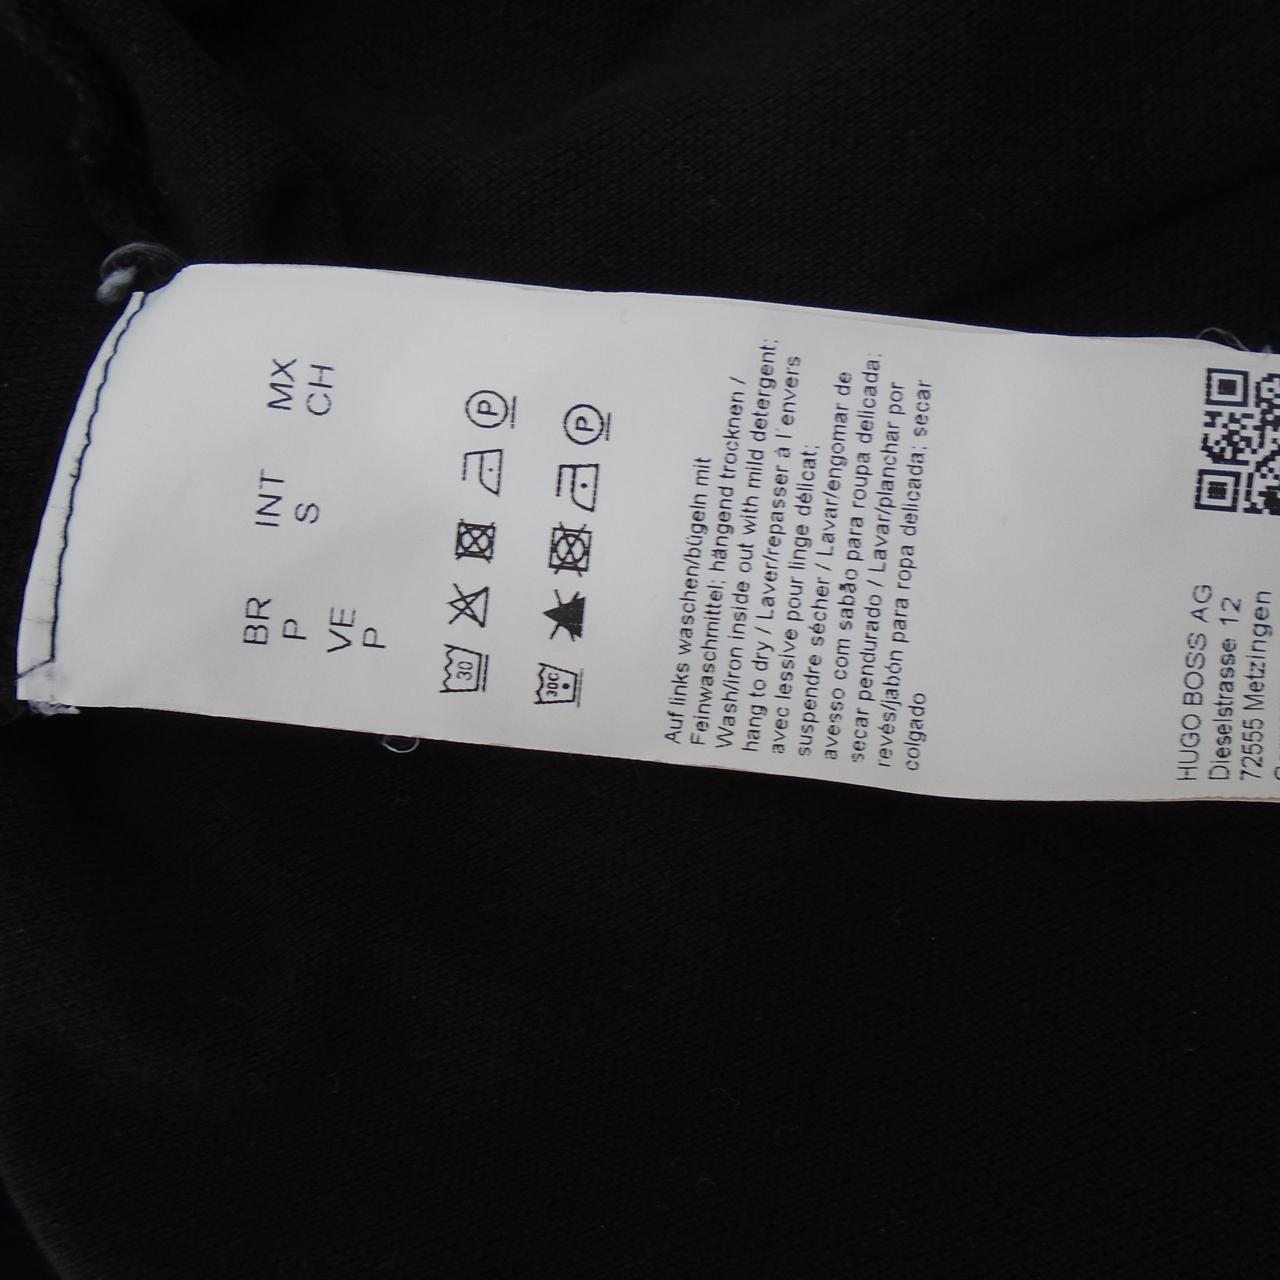 BR INT MX
P S CH
VE
P
30 P
30C P
Auf links waschen/bügeln mit
Feinwaschmittel; hängend trocknen /
Wash/iron inside out with mild detergent;
hang to dry / Laver/repasser à l'envers
avec lessive pour linge délicat;
suspendre sécher / Lavar/engomar de
avesso com sabão para roupa delicada;
secar pendurado / Lavar/planchar por
revés/jabón para ropa delicada; secar
colgado
HUGO BOSS AG
Dieselstrasse 12
72555 Metzingen